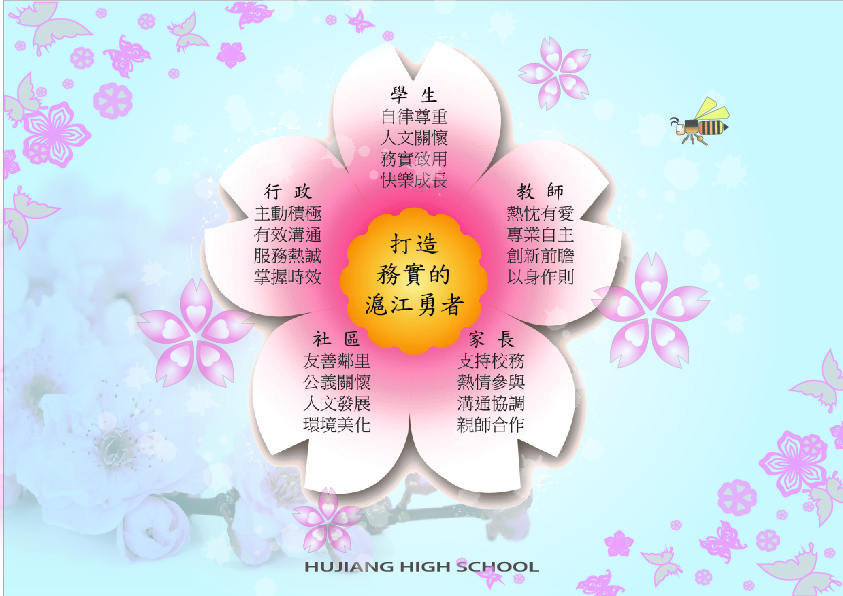 學 生
自律尊重
人文關懷
務實致用
快樂成長
行 政
主動積極
有效溝通
服務熱誠
掌握時效
教 師
熱忱有愛
專業自主
創新前瞻
以身作則
打造
務實的
滬江勇者
社 區
友善鄰里
公義關懷
人文發展
環境美化
家 長
支持校務
熱情參與
溝通協調
親師合作
HUJIANG HIGH SCHOOL